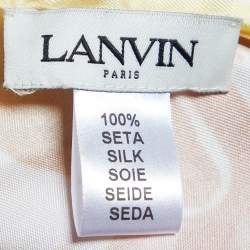 LANVIN
PARIS
100%
SETA
SILK
SOIE
SEIDE
SEDA